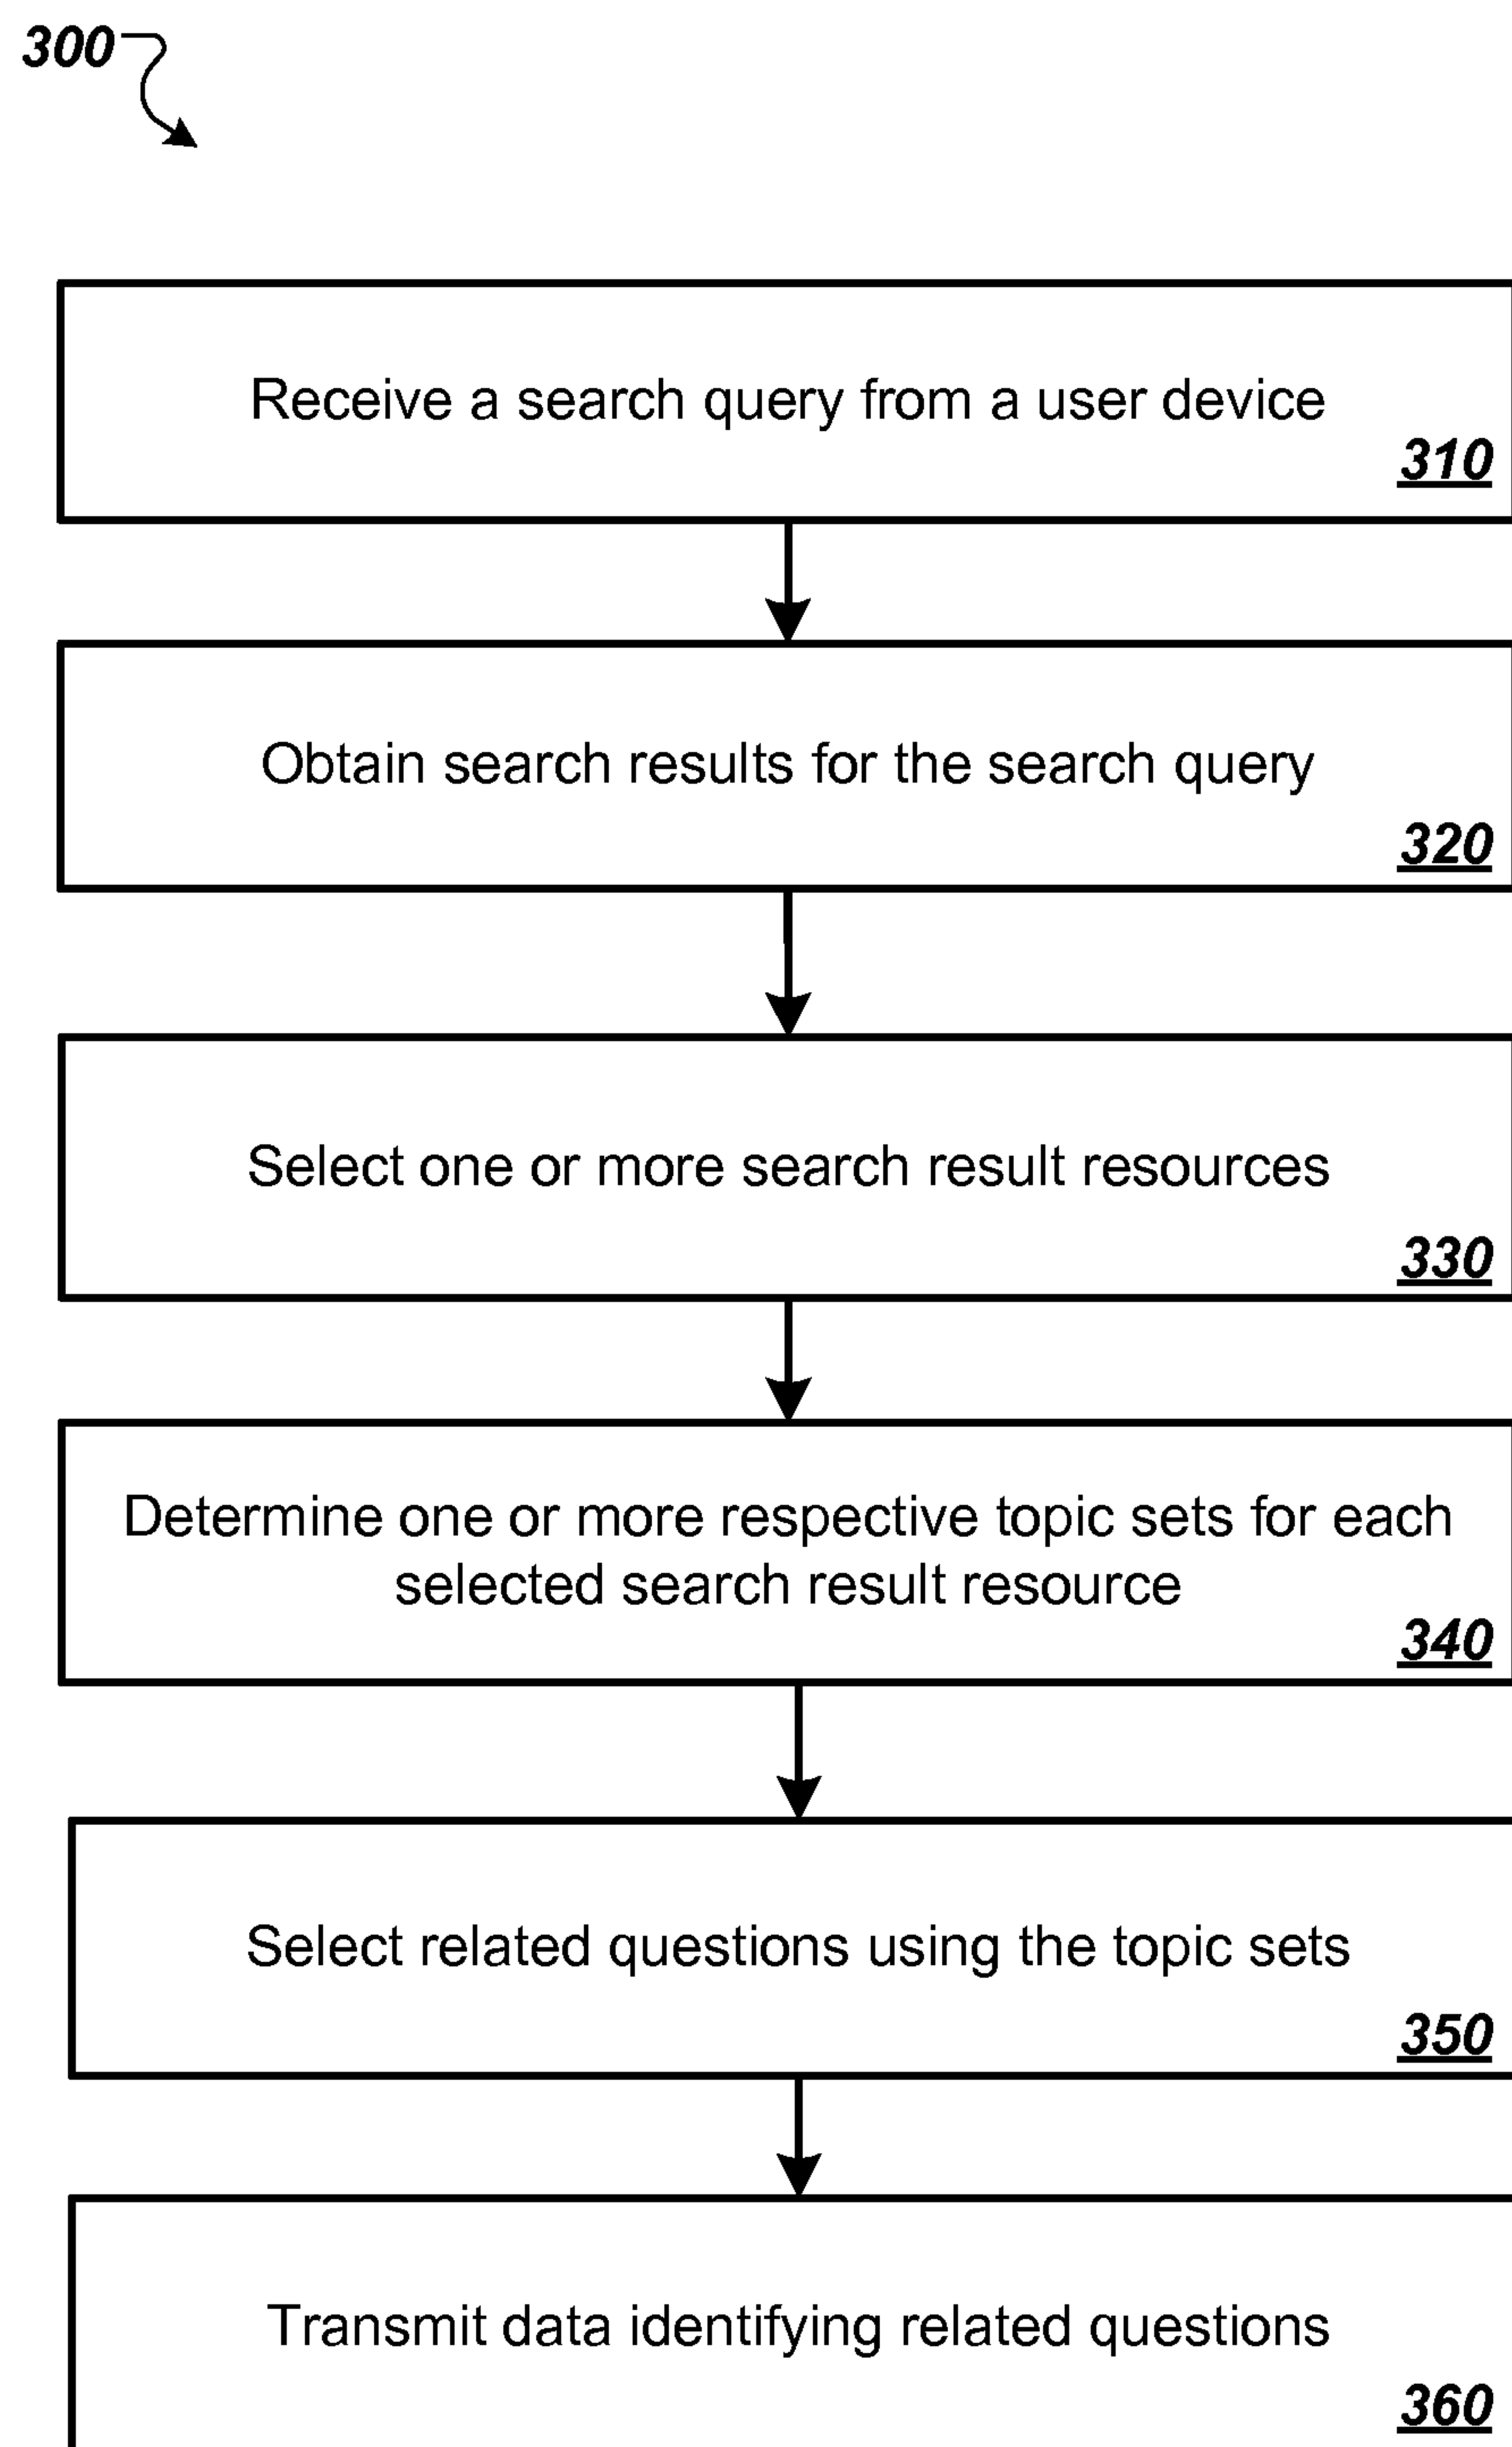 300
Receive a search query from a user device
310
Obtain search results for the search query
320
Select one or more search result resources
330
Determine one or more respective topic sets for each
selected search result resource
340
Select related questions using the topic sets
350
Transmit data identifying related questions
360